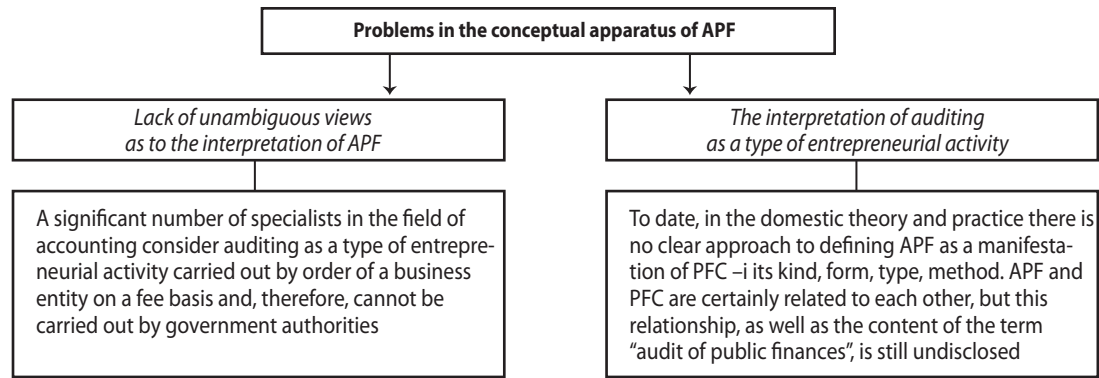 Problems in the conceptual apparatus of APF
Lack of unambiguous views
as to the interpretation of APF
A significant number of specialists in the field of
accounting consider auditing as a type of entrepre-
neurial activity carried out by order of a business
entity on a fee basis and, therefore, cannot be
carried out by government authorities
The interpretation of auditing
as a type of entrepreneurial activity
To date, in the domestic theory and practice there is
no clear approach to defining APF as a manifesta-
tion of PFC –i its kind, form, type, method. APF and
PFC are certainly related to each other, but this
relationship, as well as the content of the term
“audit of public finances”, is still undisclosed